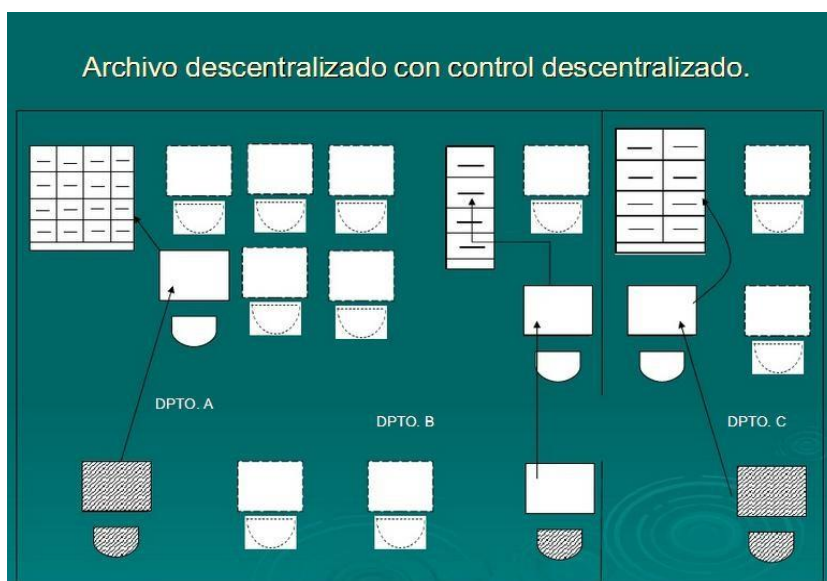 Archivo descentralizado con control descentralizado.
DPTO. A
DPTO. B
DPTO. C